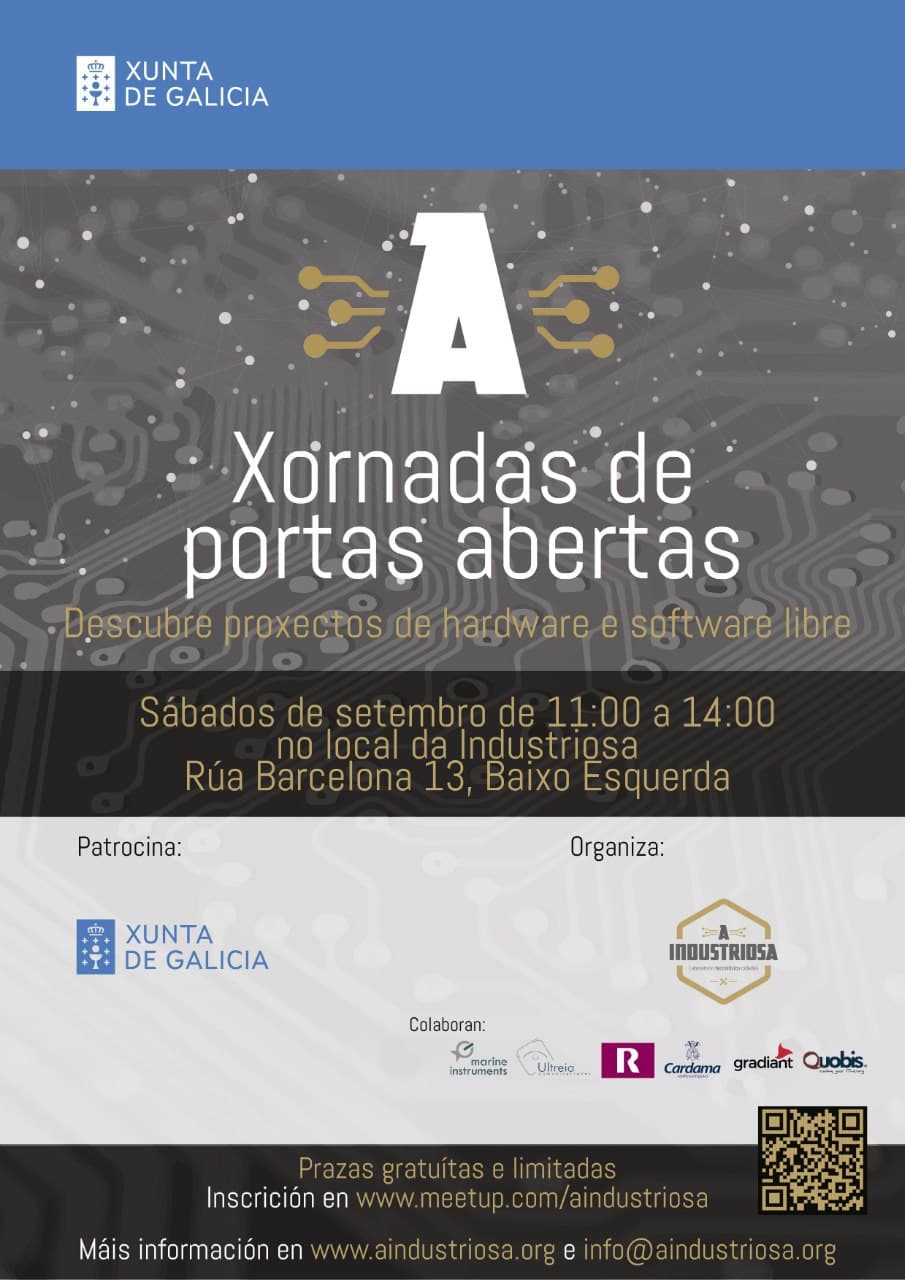 XUNTA
DE GALICIA
A
Xornadas de
portas abertas
Descubre proxectos de hardware e software libre
Sábados de setembro de 11:00 a 14:00
no local da Industriosa
Rúa Barcelona 13, Baixo Esquerda
Patrocina:
Organiza:
XUNTA
DE GALICIA
A
INDUSTRIOSA
Colaboran:
marine
instruments
Ultreia
R
Cardama
gradiant
Quobis
Prazas gratuítas e limitadas
Inscrición en www.meetup.com/aindustriosa
Máis información en www.aindustriosa.org e info@aindustriosa.org